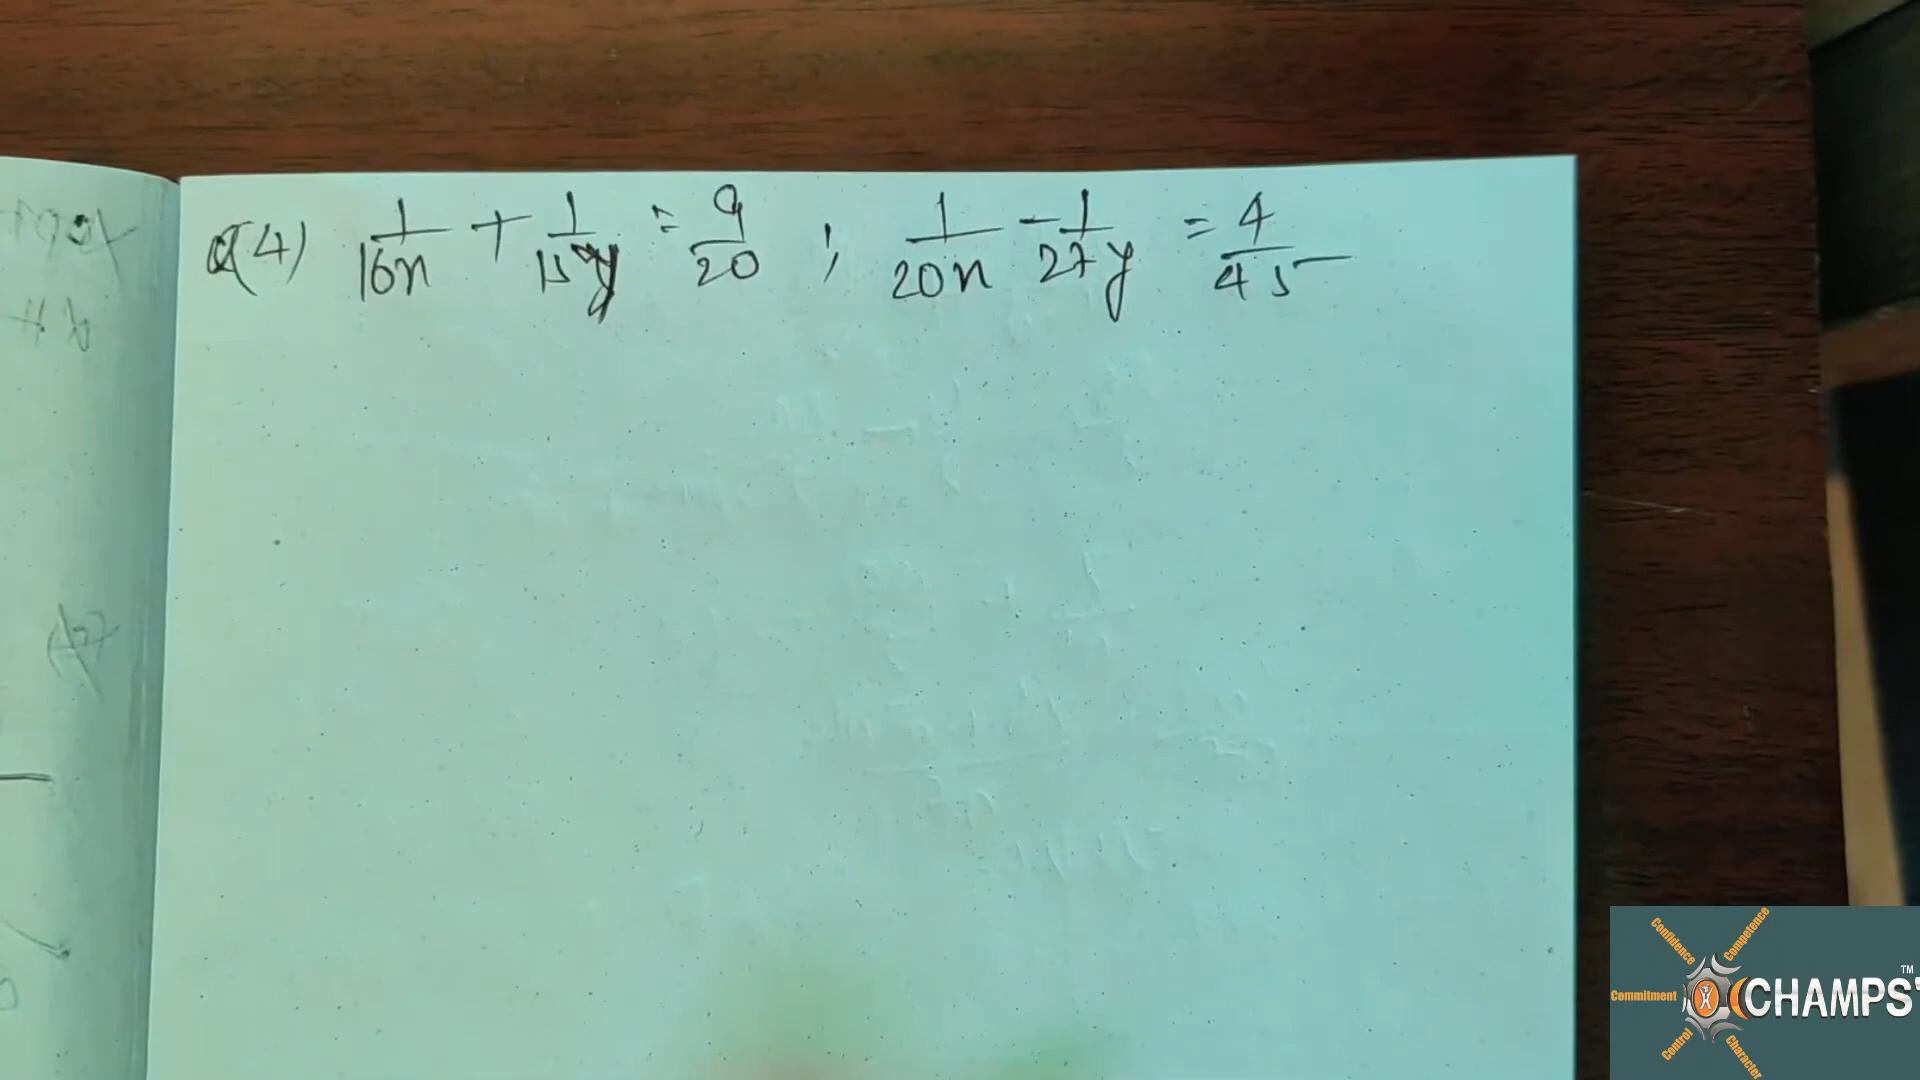 Q(4) 1/16x + 1/15y = 9/20 ; 1/20x - 1/27y = 4/45
Confidence
Competence
Commitment
CHAMPS™
Control
Character